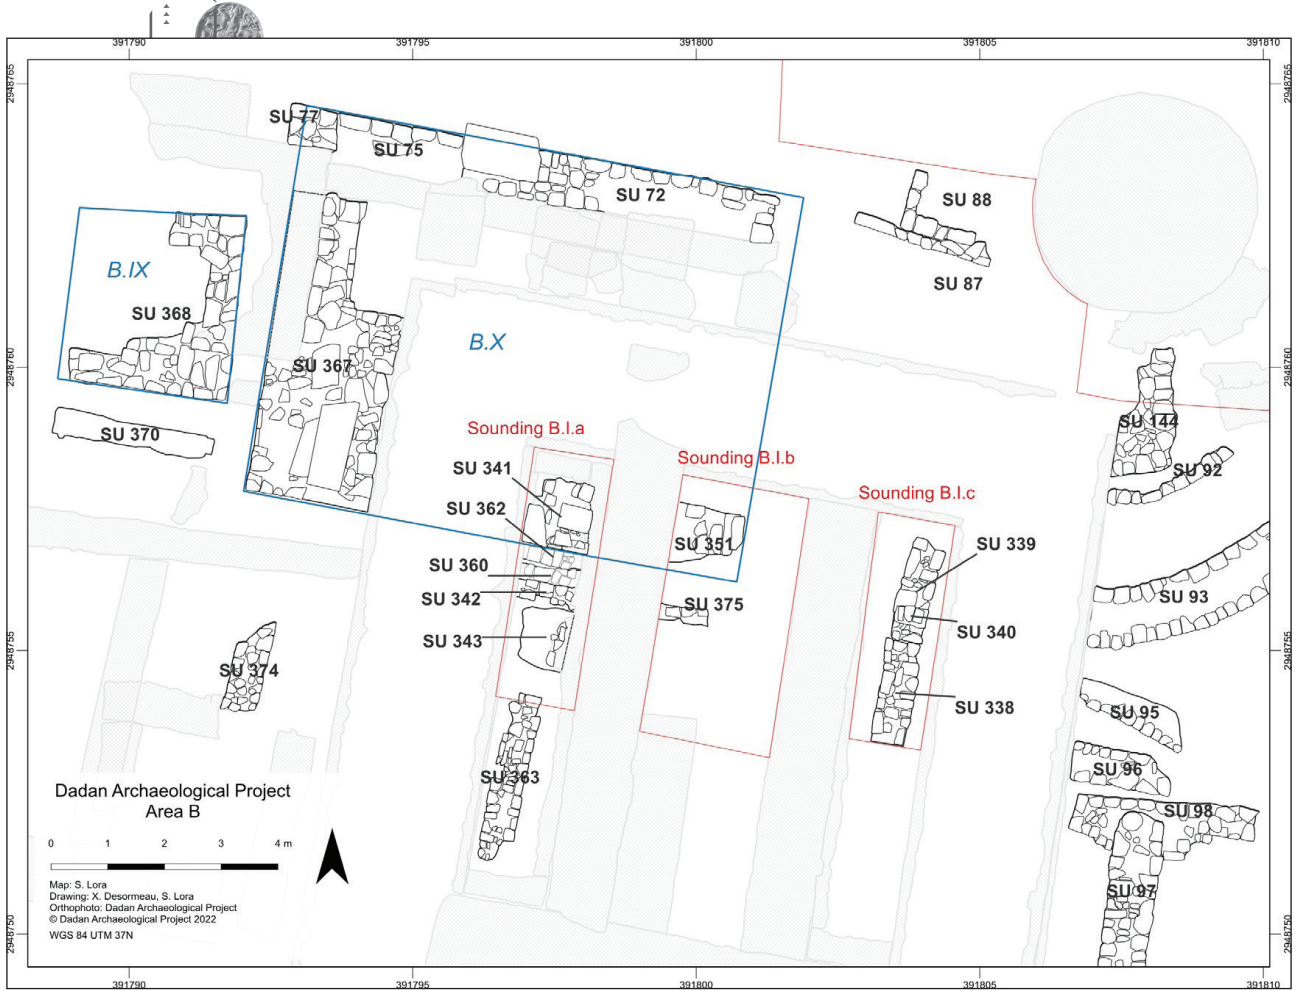 391790
391795
391800
391805
391810
2948765
2948765
SU 77
SU 75
SU 72
SU 88
SU 87
B.IX
SU 368
B.X
SU 367
2948760
2948760
SU 370
Sounding B.I.a
Sounding B.I.b
Sounding B.I.c
SU 144
SU 92
SU 341
SU 362
SU 351
SU 339
SU 360
SU 342
SU 375
SU 93
SU 343
SU 340
2948755
2948755
SU 374
SU 338
SU 95
SU 363
SU 96
SU 98
SU 97
Dadan Archaeological Project
Area B
0 1 2 3 4 m
Map: S. Lora
Drawing: X. Desormeau, S. Lora
Orthophoto: Dadan Archaeological Project
© Dadan Archaeological Project 2022
WGS 84 UTM 37N
2948750
2948750
391790
391795
391800
391805
391810